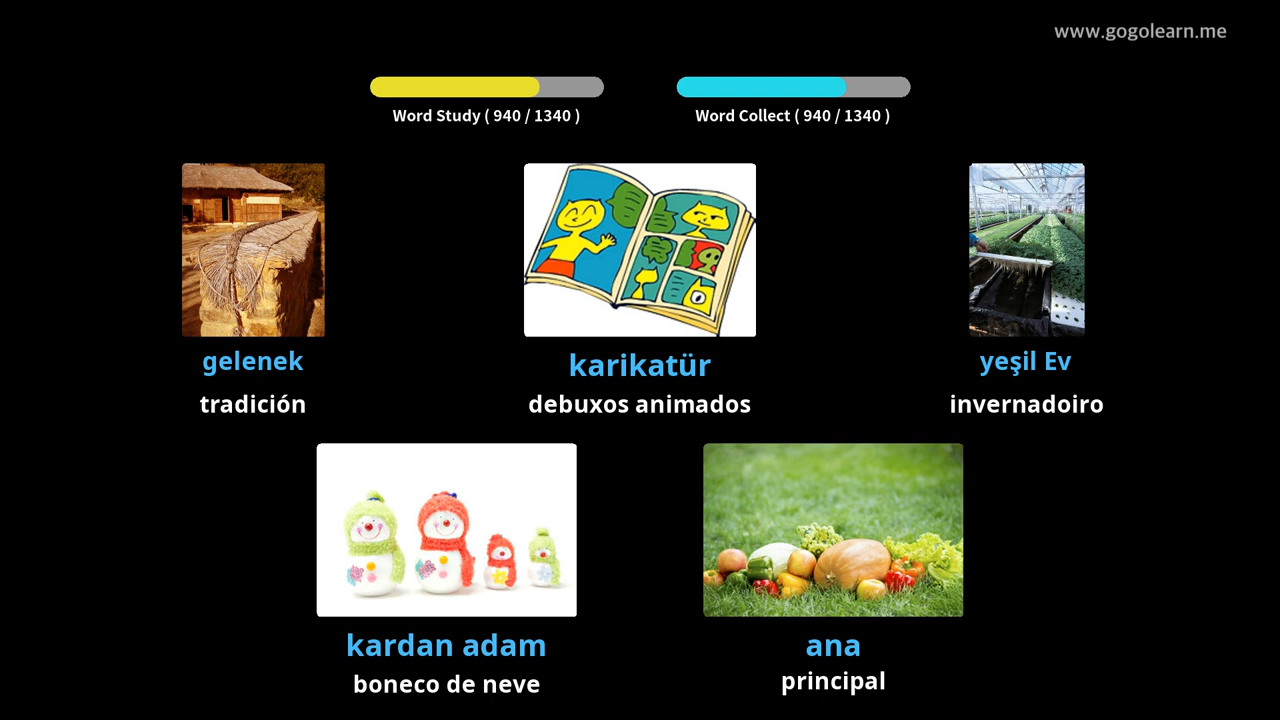 www.gogolearn.me
Word Study ( 940 / 1340 )
Word Collect ( 940 / 1340 )
gelenek
karikatür
yeşil Ev
tradición
debuxos animados
invernadoiro
kardan adam
ana
boneco de neve
principal